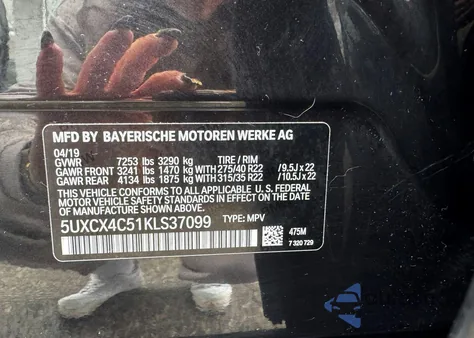 MFD BY BAYERISCHE MOTOREN WERKE AG
04/19
GVWR 7253 lbs 3290 kg TIRE / RIM
GAWR FRONT 3241 lbs 1470 kg WITH 275/40 R22 / 9.5J x 22
GAWR REAR 4134 lbs 1875 kg WITH 315/35 R22 / 10.5J x 22
THIS VEHICLE CONFORMS TO ALL APPLICABLE U. S. FEDERAL
MOTOR VEHICLE SAFETY STANDARDS IN EFFECT ON THE DATE
OF MANUFACTURE SHOWN ABOVE.
5UXCX4C51KLS37099 TYPE: MPV
475M
7 320 729